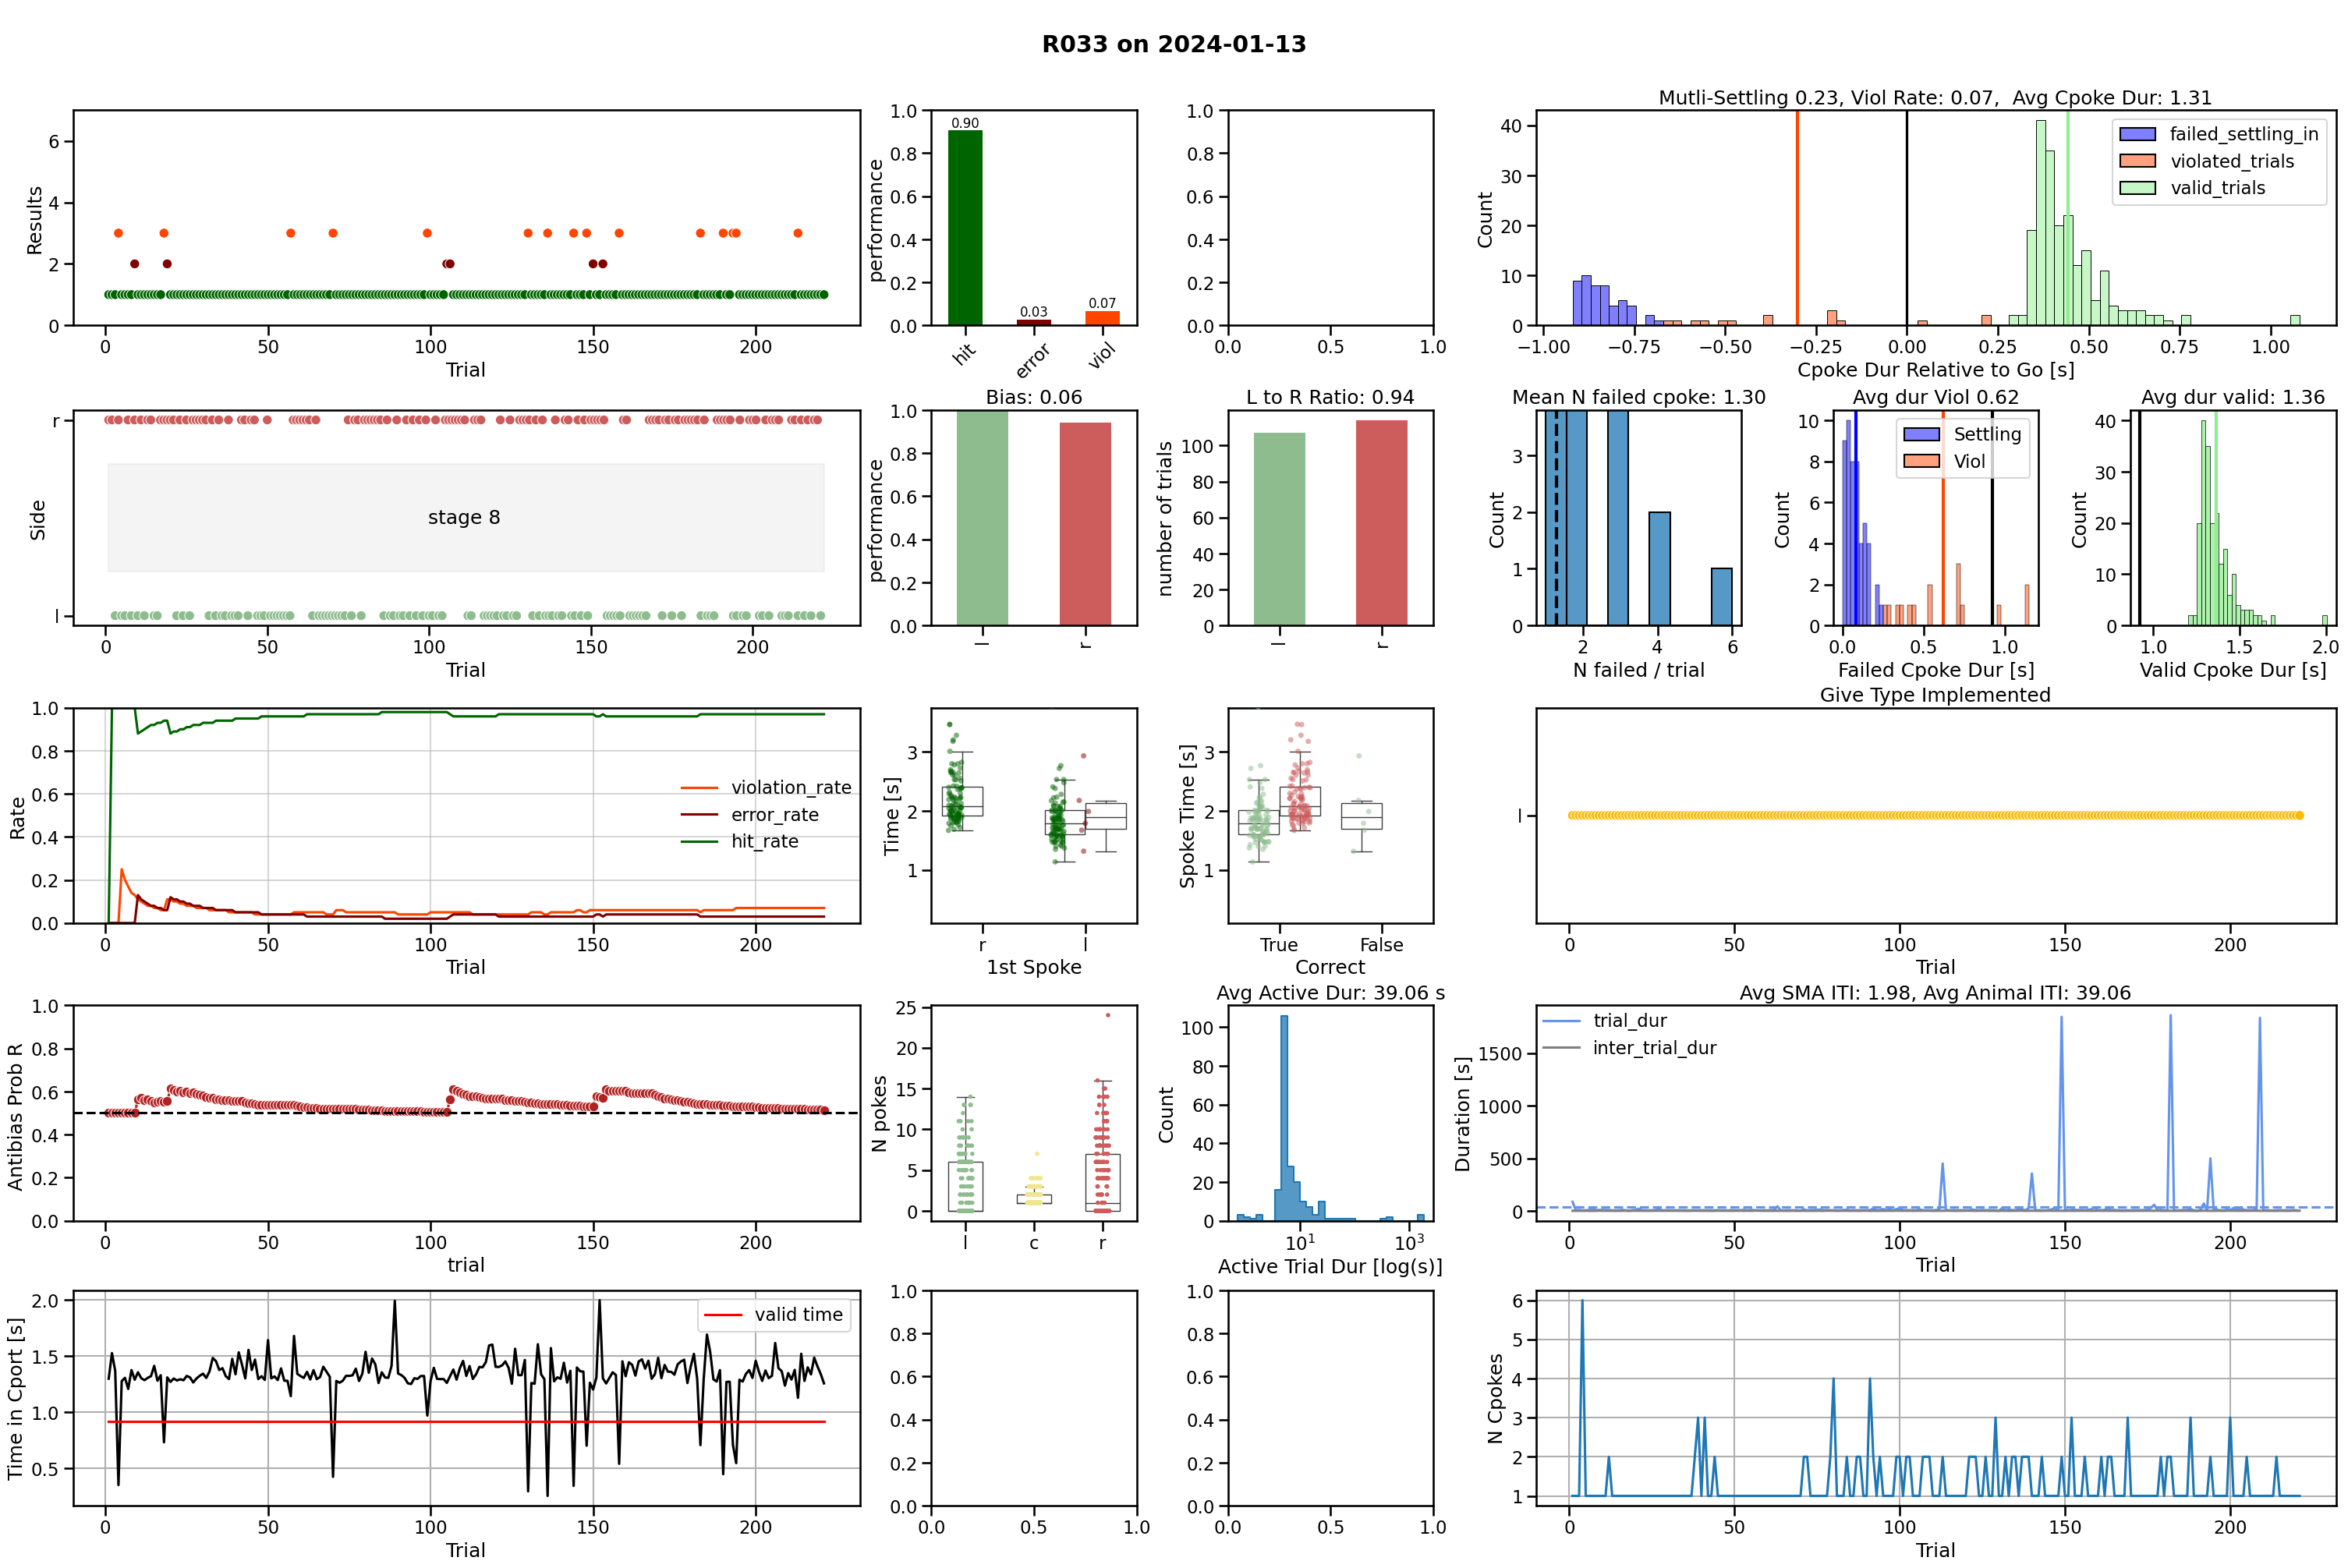 R033 on 2024-01-13
Results
0
2
4
6
0
50
100
150
200
Trial
performance
0.0
0.2
0.4
0.6
0.8
1.0
0.90
0.03
0.07
hit
error
viol
0.0
0.2
0.4
0.6
0.8
1.0
0.0
0.5
1.0
Mutli-Settling 0.23, Viol Rate: 0.07,  Avg Cpoke Dur: 1.31
Count
0
10
20
30
40
failed_settling_in
violated_trials
valid_trials
−1.00
−0.75
−0.50
−0.25
0.00
0.25
0.50
0.75
1.00
Cpoke Dur Relative to Go [s]
Side
r
l
stage 8
0
50
100
150
200
Trial
Bias: 0.06
performance
0.0
0.2
0.4
0.6
0.8
1.0
l
r
L to R Ratio: 0.94
number of trials
0
20
40
60
80
100
l
r
Mean N failed cpoke: 1.30
Count
0
1
2
3
2
4
6
N failed / trial
Avg dur Viol 0.62
Count
0
2
4
6
8
10
Settling
Viol
0.0
0.5
1.0
Failed Cpoke Dur [s]
Avg dur valid: 1.36
Count
0
10
20
30
40
1.0
1.5
2.0
Valid Cpoke Dur [s]
Rate
0.0
0.2
0.4
0.6
0.8
1.0
violation_rate
error_rate
hit_rate
0
50
100
150
200
Trial
Time [s]
1
2
3
r
l
1st Spoke
Spoke Time [s]
1
2
3
True
False
Correct
Give Type Implemented
l
0
50
100
150
200
Trial
Antibias Prob R
0.0
0.2
0.4
0.6
0.8
1.0
0
50
100
150
200
trial
N pokes
0
5
10
15
20
25
l
c
r
Avg Active Dur: 39.06 s
Count
0
20
40
60
80
100
10¹
10³
Active Trial Dur [log(s)]
Avg SMA ITI: 1.98, Avg Animal ITI: 39.06
Duration [s]
0
500
1000
1500
trial_dur
inter_trial_dur
0
50
100
150
200
Trial
Time in Cport [s]
0.5
1.0
1.5
2.0
valid time
0
50
100
150
200
Trial
0.0
0.2
0.4
0.6
0.8
1.0
0.0
0.5
1.0
0.0
0.2
0.4
0.6
0.8
1.0
0.0
0.5
1.0
N Cpokes
1
2
3
4
5
6
0
50
100
150
200
Trial